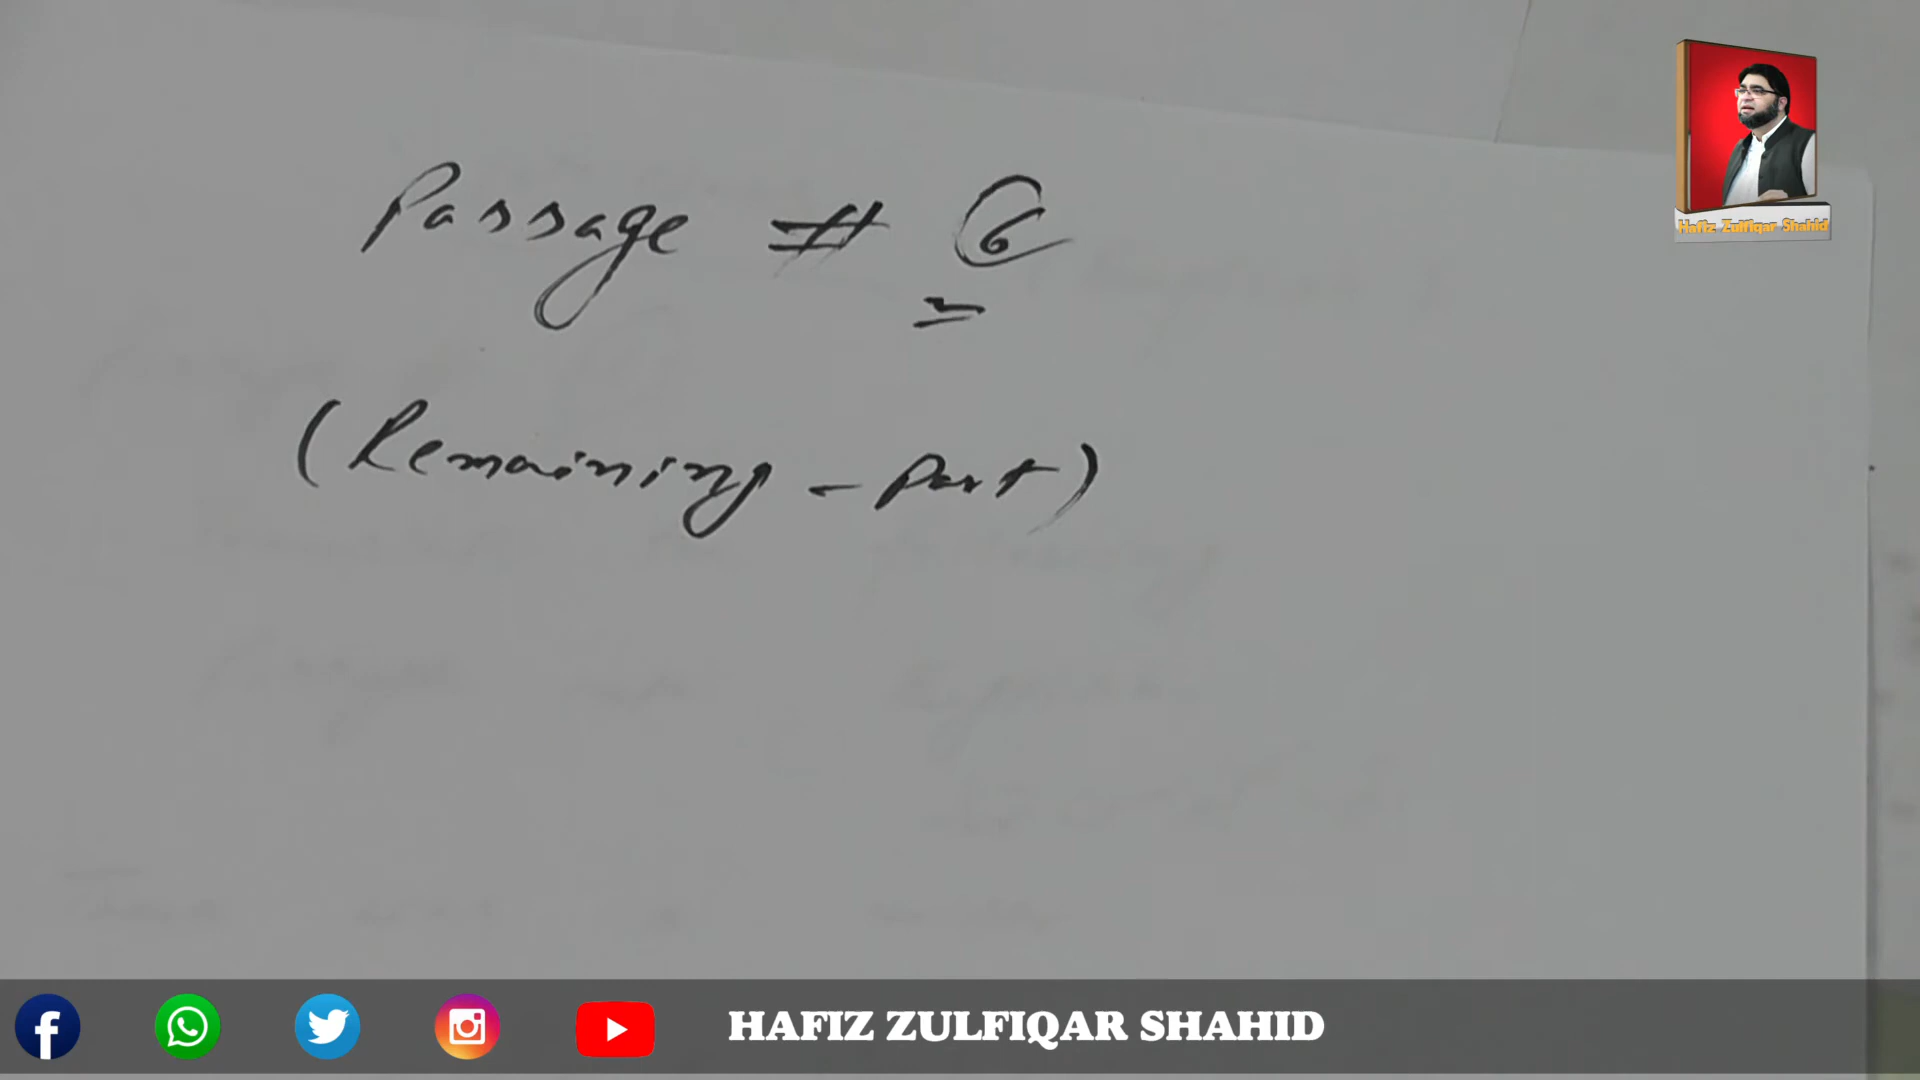 Hafiz Zulfiqar Shahid
Passage # 6
(Remaining - Part)
HAFIZ ZULFIQAR SHAHID